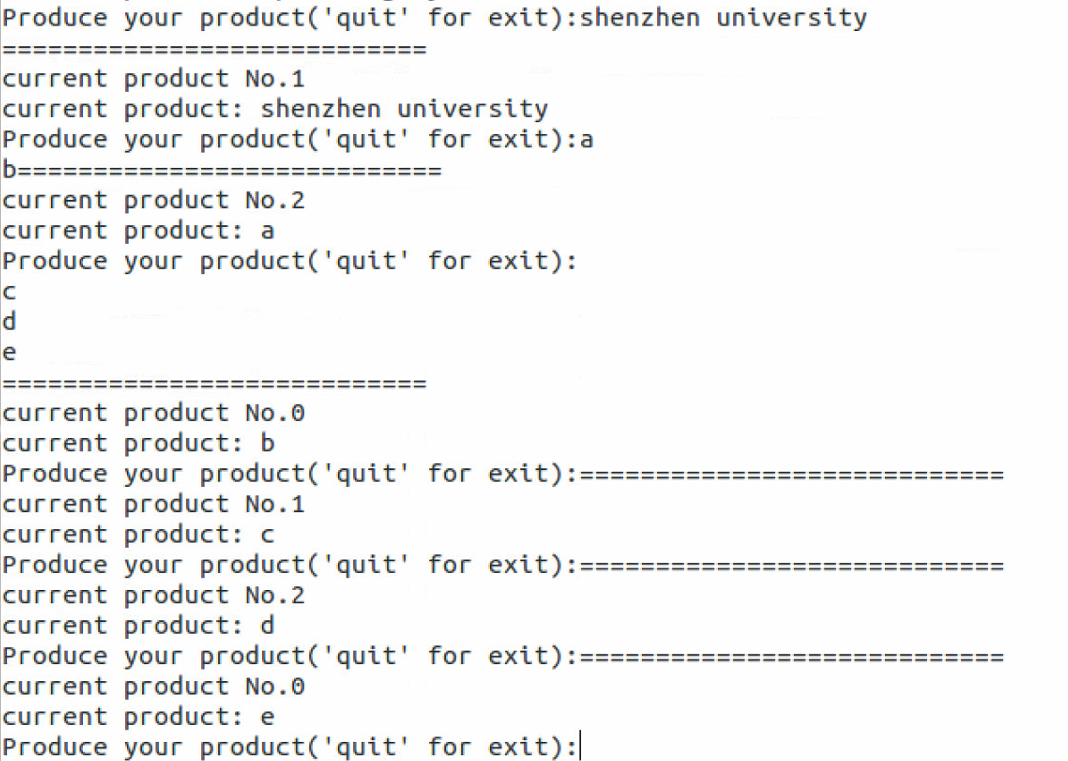 Produce your product('quit' for exit):shenzhen university
============================
current product No.1
current product: shenzhen university
Produce your product('quit' for exit):a
b============================
current product No.2
current product: a
Produce your product('quit' for exit):
c
d
e
============================
current product No.0
current product: b
Produce your product('quit' for exit):============================
current product No.1
current product: c
Produce your product('quit' for exit):============================
current product No.2
current product: d
Produce your product('quit' for exit):============================
current product No.0
current product: e
Produce your product('quit' for exit):